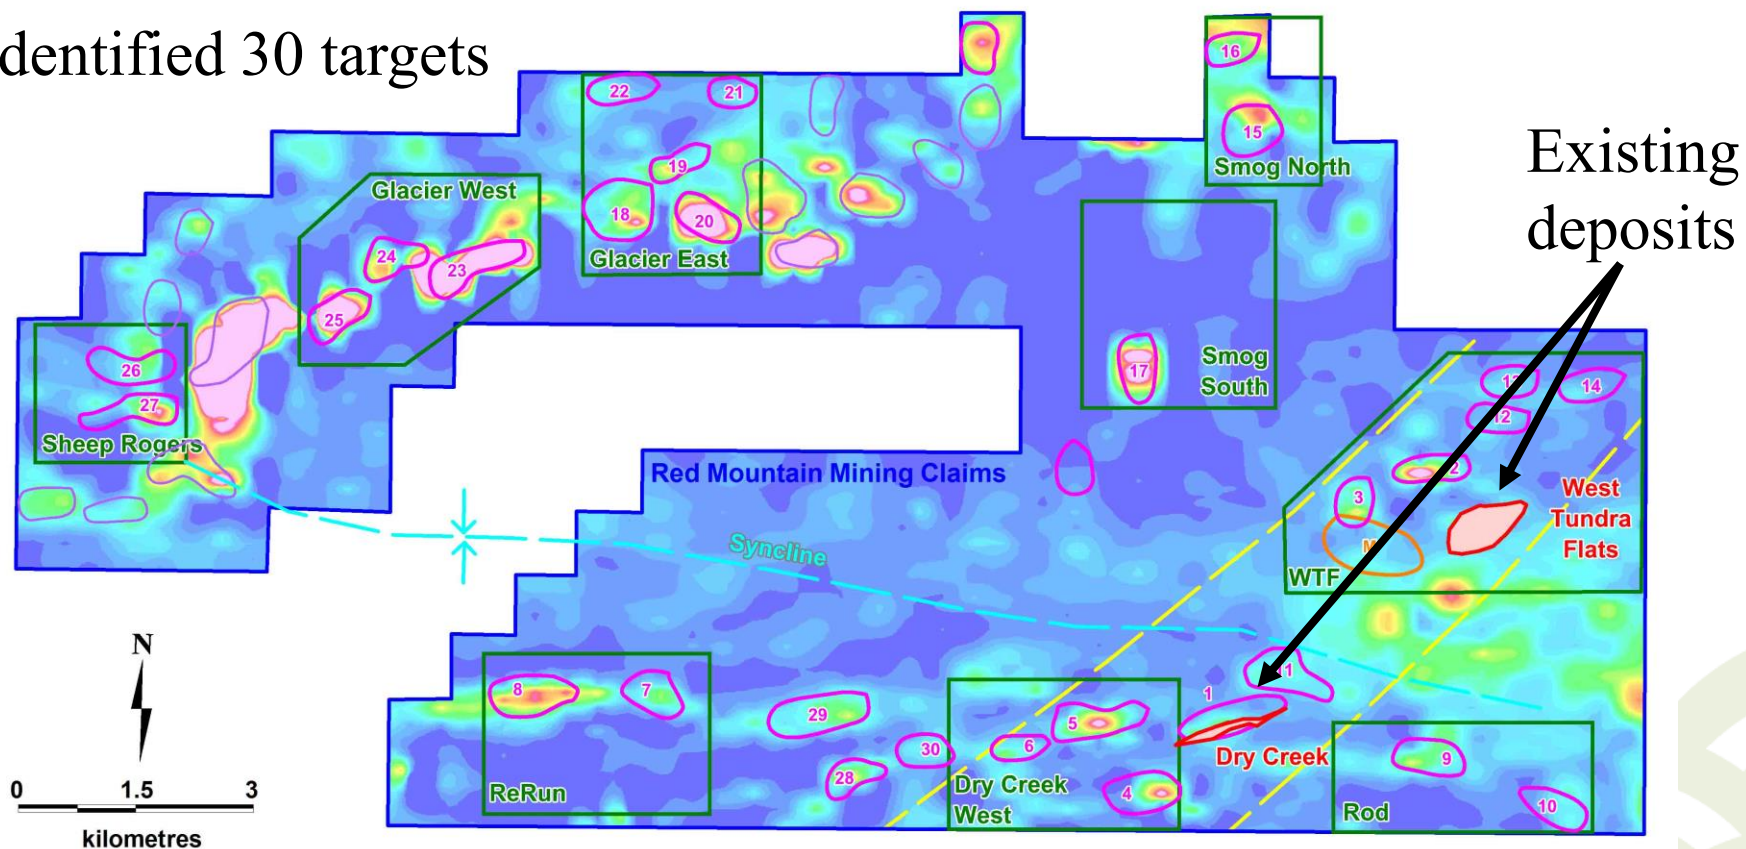 dentified 30 targets
Existing
deposits
16
15
Smog North
22
21
19
18
20
Glacier East
Glacier West
24
23
25
26
27
Sheep Rogers
17
Smog
South
Red Mountain Mining Claims
Syncline
14
12
2
3
West
Tundra
Flats
WTF
N
0 1.5 3
kilometres
8
7
ReRun
29
30
28
5
6
4
Dry Creek
West
1
11
Dry Creek
9
10
Rod